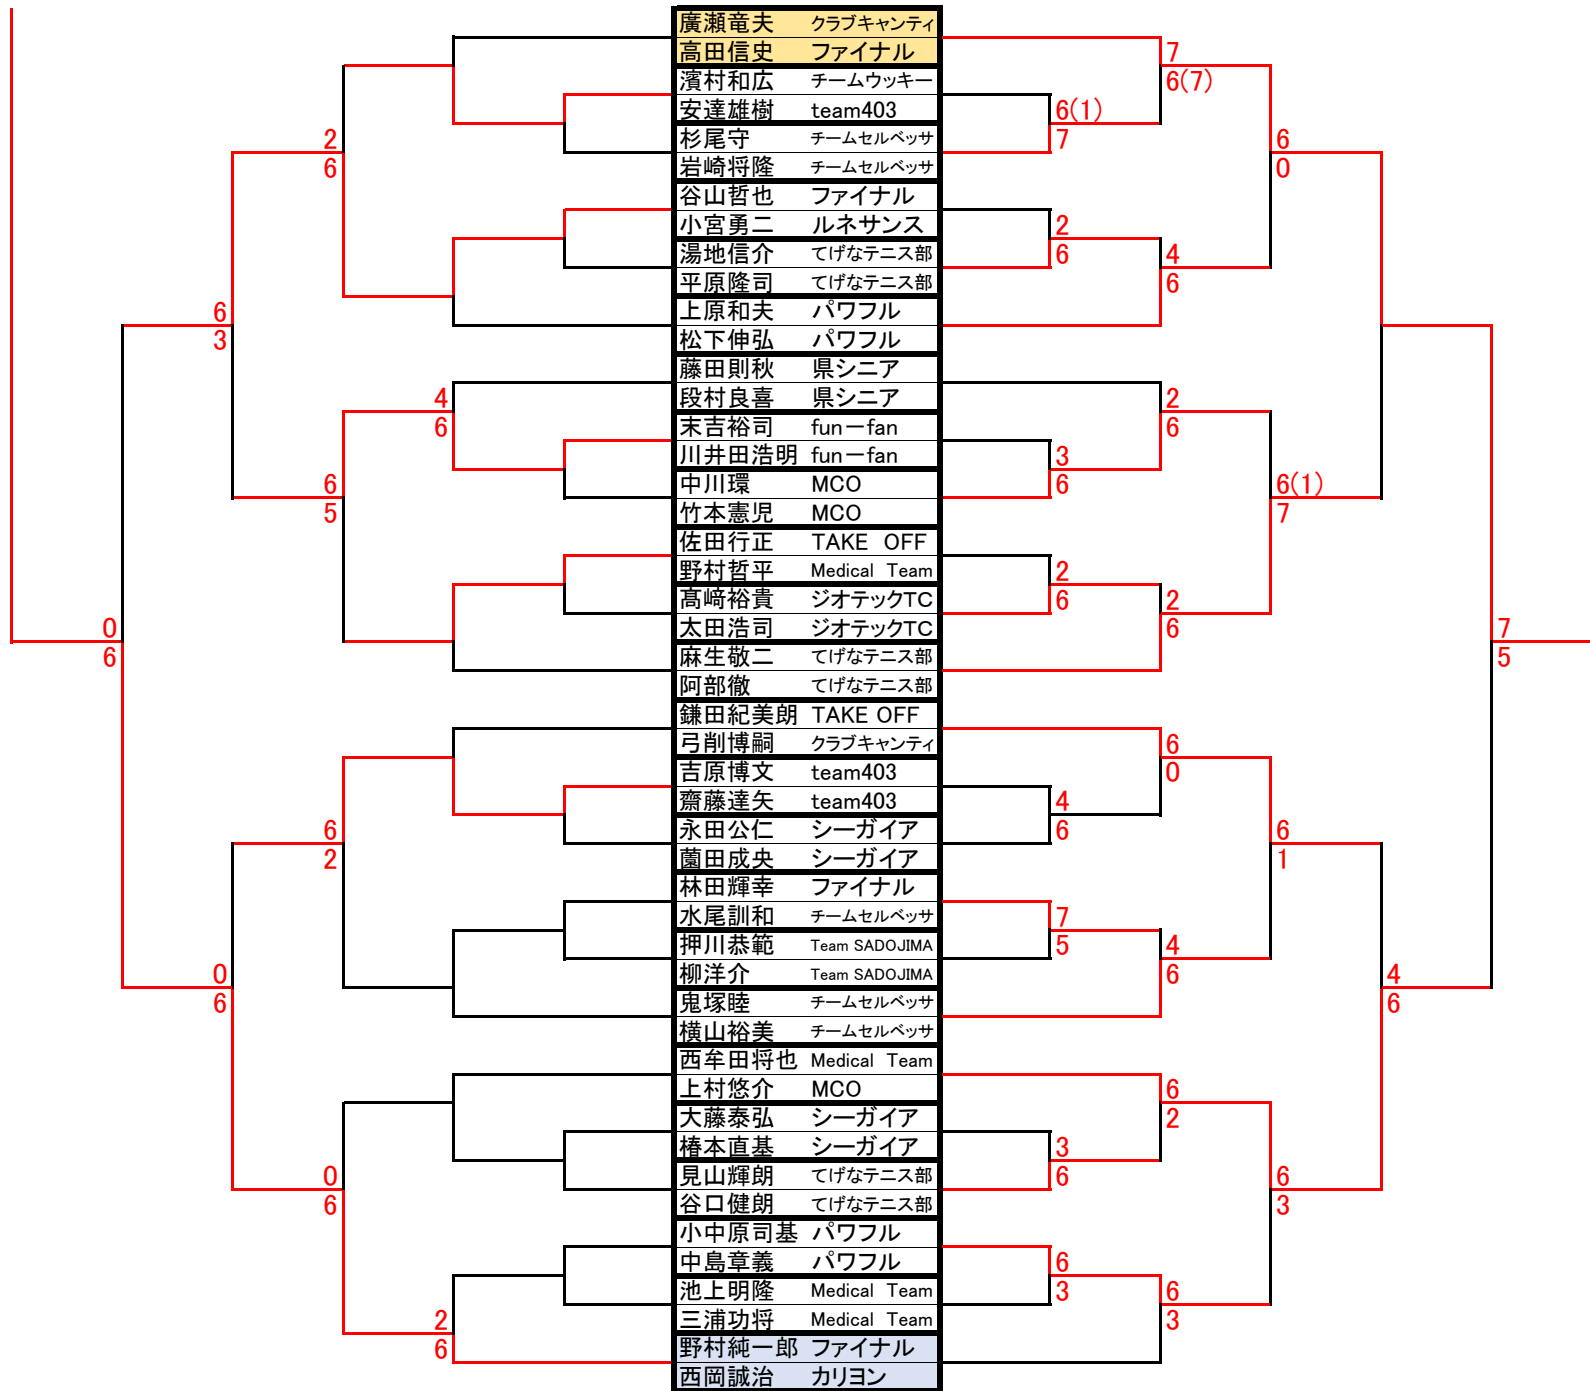 廣瀬竜夫 クラブキャンティ
高田信史 ファイナル 7
濱村和広 チームウッキー 6(7)
安達雄樹 team403 6(1)
2 杉尾守 チームセルベッサ 7 6
6 岩崎将隆 チームセルベッサ 0
谷山哲也 ファイナル
小宮勇二 ルネサンス 2
湯地信介 てげなテニス部 6 4
平原隆司 てげなテニス部 6
6 上原和夫 パワフル
3 松下伸弘 パワフル
藤田則秋 県シニア
4 段村良喜 県シニア 2
6 末吉裕司 fun－fan 6
川井田浩明 fun－fan 3
6 中川環 MCO 6 6(1)
5 竹本憲児 MCO 7
佐田行正 TAKE OFF
野村哲平 Medical Team 2
髙﨑裕貴 ジオテックTC 6 2
0 太田浩司 ジオテックTC 6 7
6 麻生敬二 てげなテニス部 5
阿部徹 てげなテニス部
鎌田紀美朗 TAKE OFF
弓削博嗣 クラブキャンティ 6
吉原博文 team403 0
齋藤達矢 team403 4
6 永田公仁 シーガイア 6 6
2 薗田成央 シーガイア 1
林田輝幸 ファイナル
水尾訓和 チームセルベッサ 7
押川恭範 Team SADOJIMA 5 4
0 柳洋介 Team SADOJIMA 6 4
6 鬼塚睦 チームセルベッサ 6
横山裕美 チームセルベッサ
西牟田将也 Medical Team
上村悠介 MCO 6
大藤泰弘 シーガイア 2
椿本直基 シーガイア 3
0 見山輝朗 てげなテニス部 6 6
6 谷口健朗 てげなテニス部 3
小中原司基 パワフル
中島章義 パワフル 6
池上明隆 Medical Team 3 6
2 三浦功将 Medical Team 3
6 野村純一郎 ファイナル
西岡誠治 カリヨン